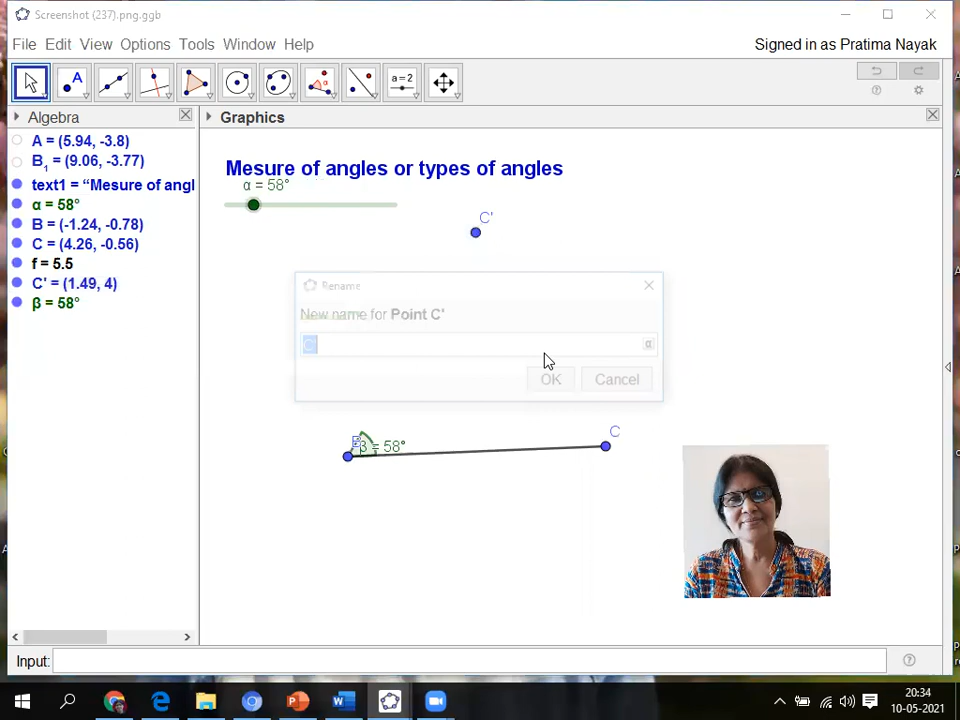 Screenshot (237).png.ggb
File Edit View Options Tools Window Help
Signed in as Pratima Nayak
A
a=2
Algebra
Graphics
A = (5.94, -3.8)
B₁ = (9.06, -3.77)
text1 = “Mesure of angl
α = 58°
B = (-1.24, -0.78)
C = (4.26, -0.56)
f = 5.5
C' = (1.49, 4)
β = 58°
Mesure of angles or types of angles
α = 58°
C'
Rename
New name for Point C'
C'
α
OK
Cancel
β = 58°
C
Input:
20:34
10-05-2021